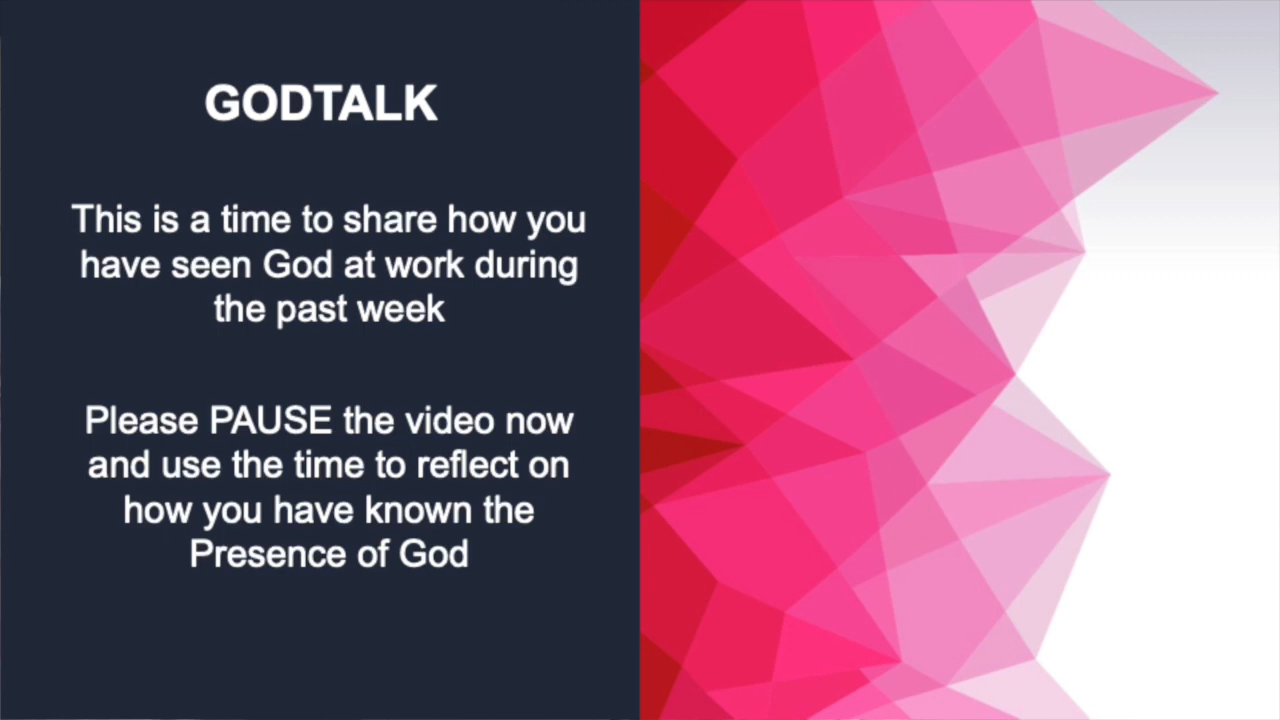 GODTALK
This is a time to share how you
have seen God at work during
the past week
Please PAUSE the video now
and use the time to reflect on
how you have known the
Presence of God